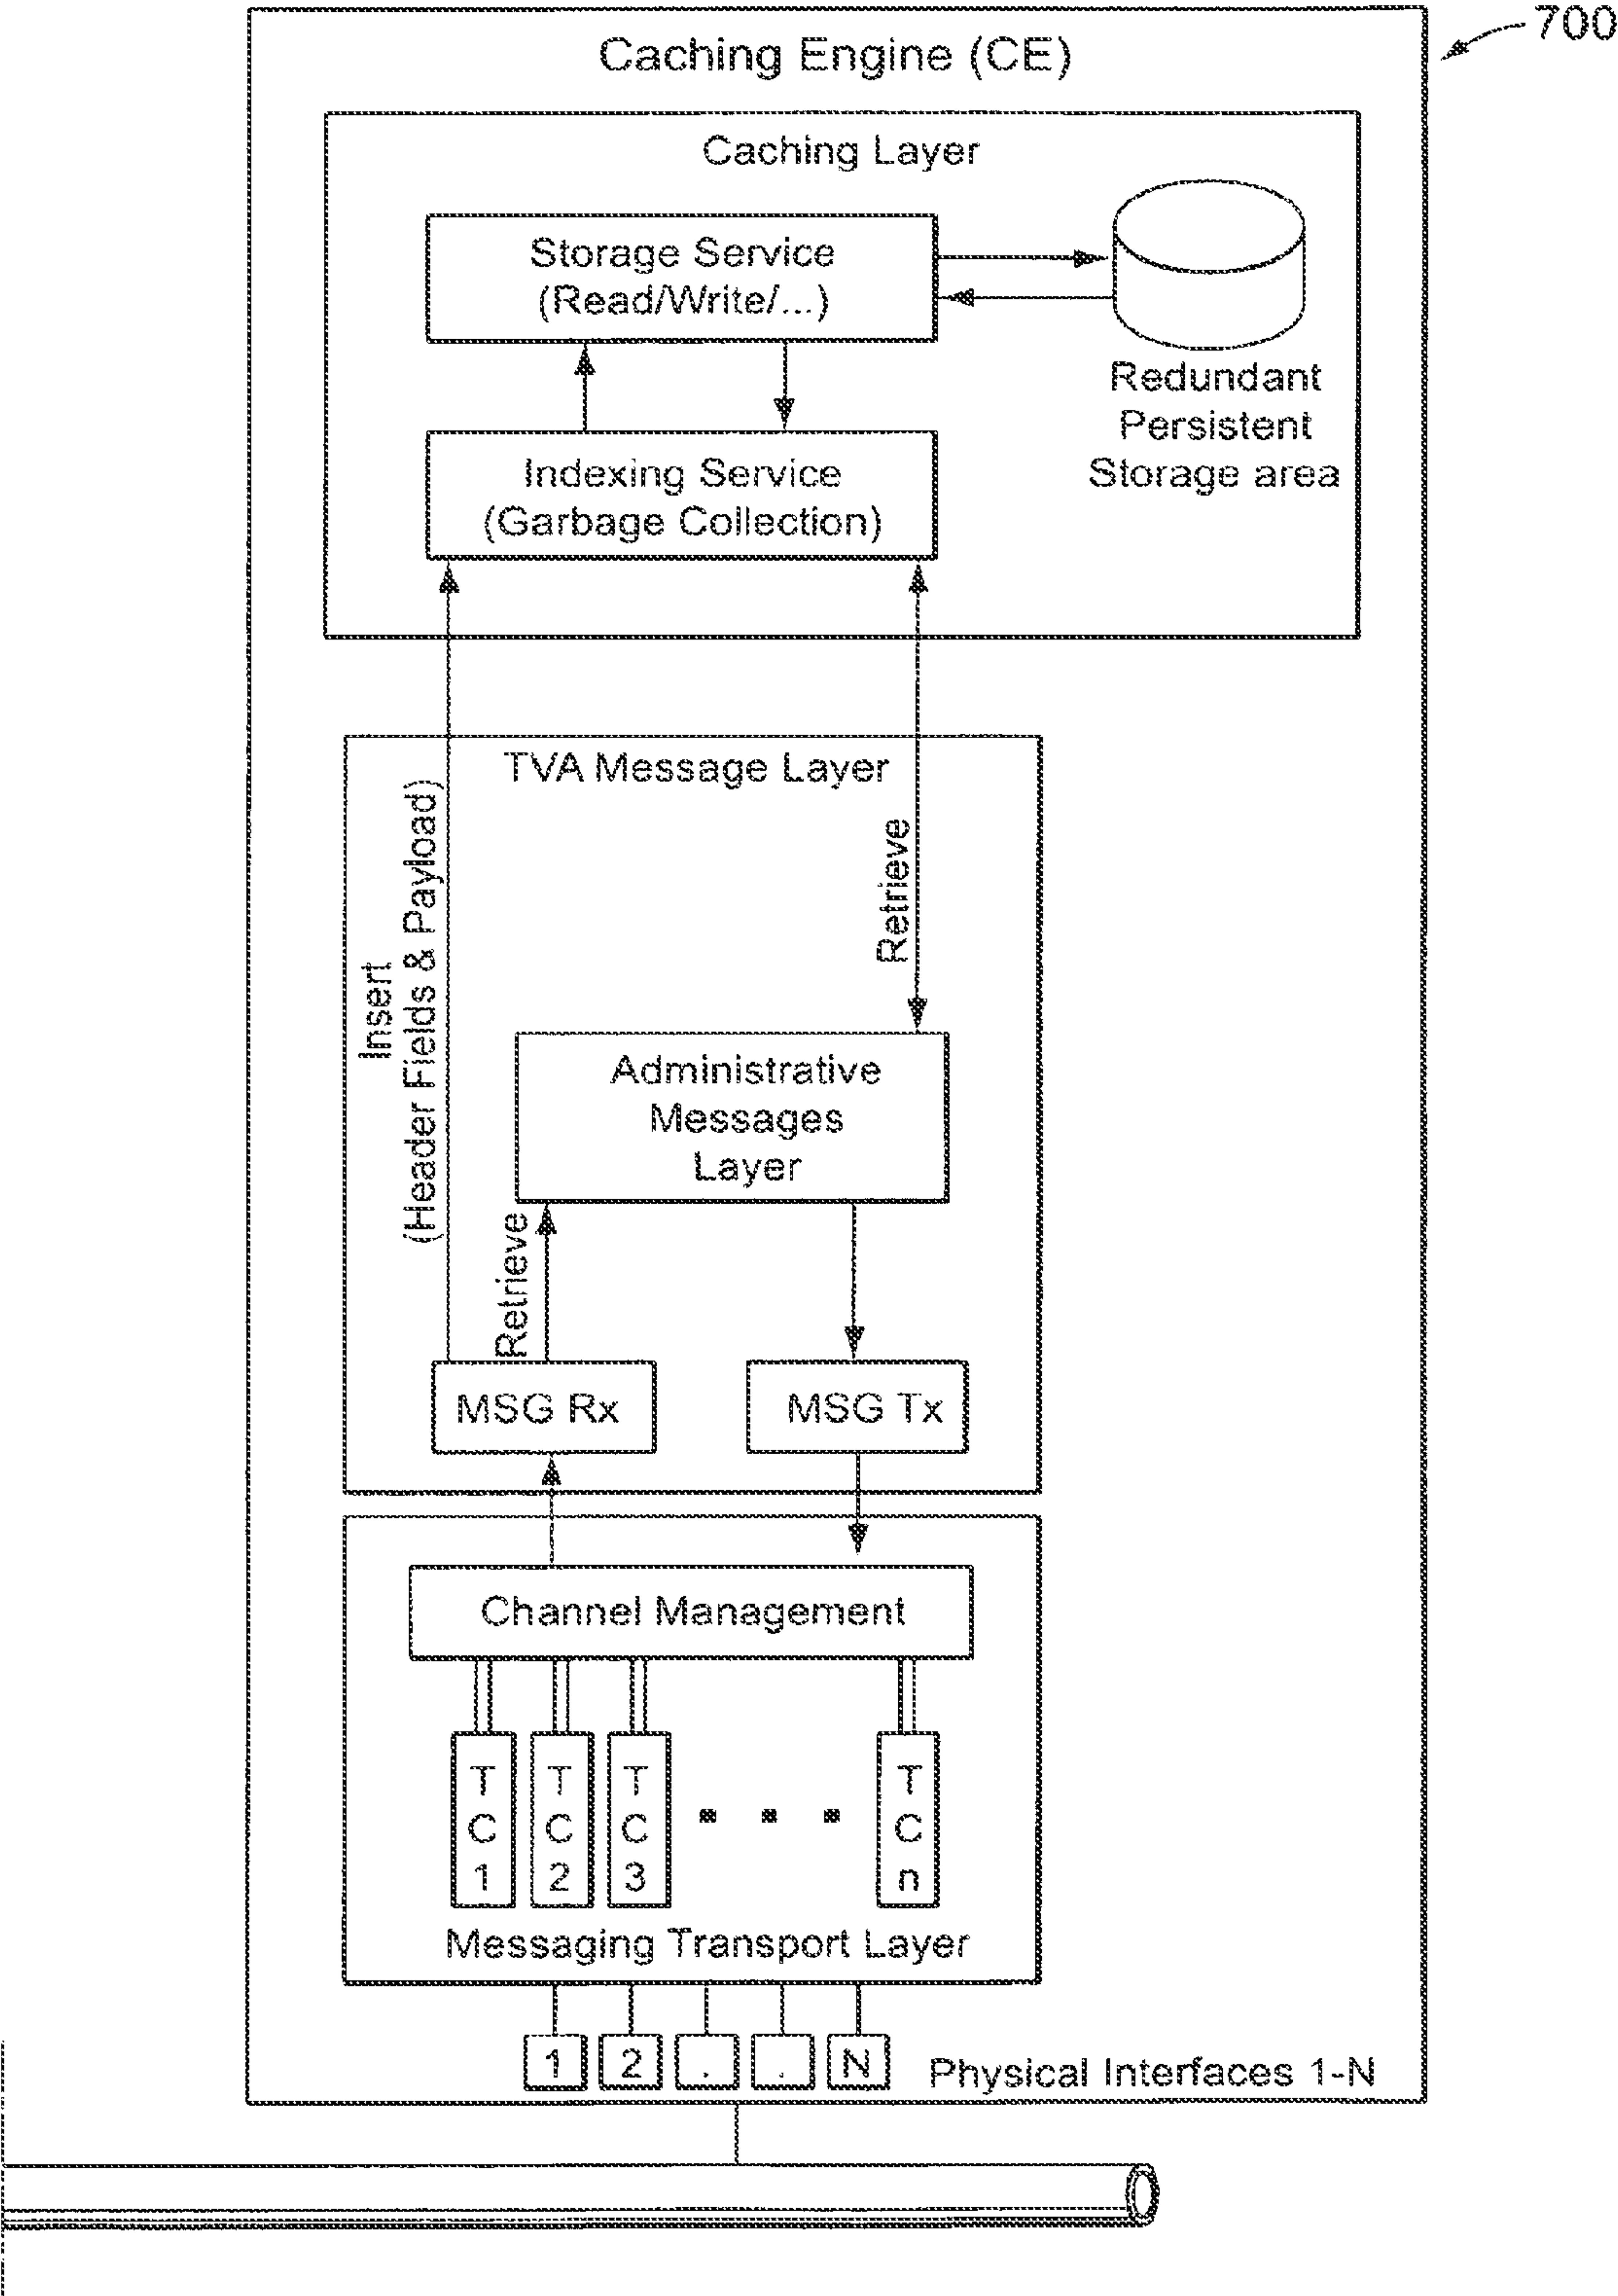 700
Caching Engine (CE)
Caching Layer
Storage Service
(Read/Write/...)
Redundant
Persistent
Storage area
Indexing Service
(Garbage Collection)
TVA Message Layer
Insert
(Header Fields & Payload)
Retrieve
Administrative
Messages
Layer
Retrieve
MSG Rx
MSG Tx
Channel Management
T
C
1
T
C
2
T
C
3
. . .
T
C
n
Messaging Transport Layer
1
2
.
.
N
Physical Interfaces 1-N